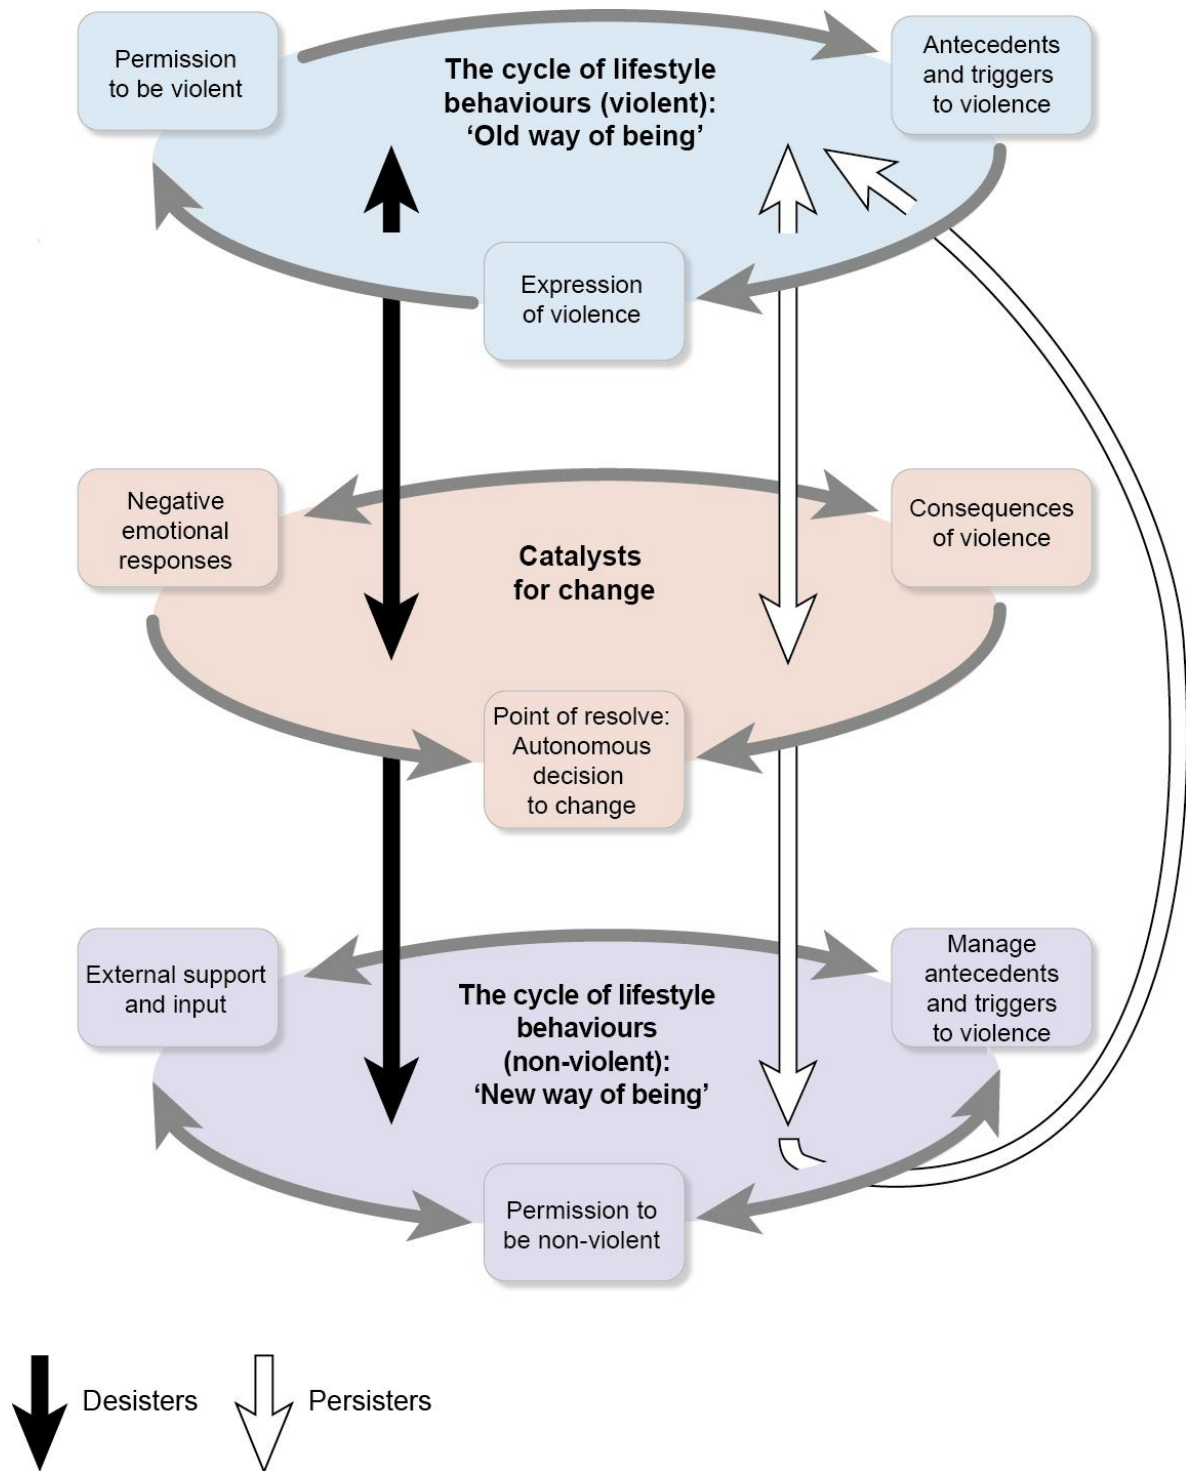 Permission
to be violent
The cycle of lifestyle
behaviours (violent):
‘Old way of being’
Antecedents
and triggers
to violence
Expression
of violence
Negative
emotional
responses
Catalysts
for change
Consequences
of violence
Point of resolve:
Autonomous
decision
to change
External support
and input
The cycle of lifestyle
behaviours
(non-violent):
‘New way of being’
Manage
antecedents
and triggers
to violence
Permission to
be non-violent
Desisters
Persisters